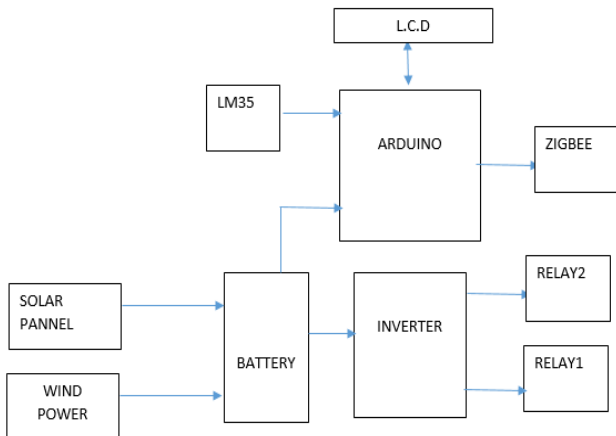 L.C.D
LM35
ARDUINO
ZIGBEE
SOLAR
PANNEL
BATTERY
INVERTER
RELAY2
RELAY1
WIND
POWER